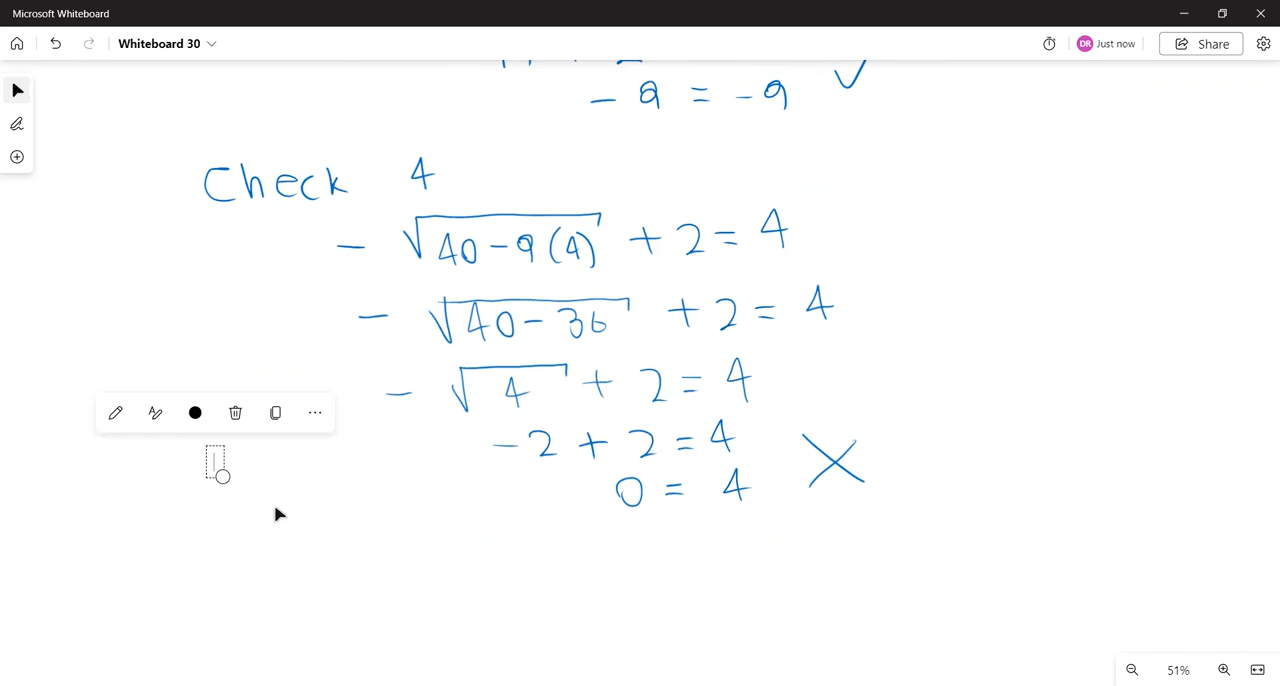 Microsoft Whiteboard
Whiteboard 30
DR Just now
Share
- 9 = -9 ✓
Check 4
- √(40-9(4)) + 2 = 4
- √(40-36) + 2 = 4
- √4 + 2 = 4
-2 + 2 = 4
0 = 4 ✗
51%